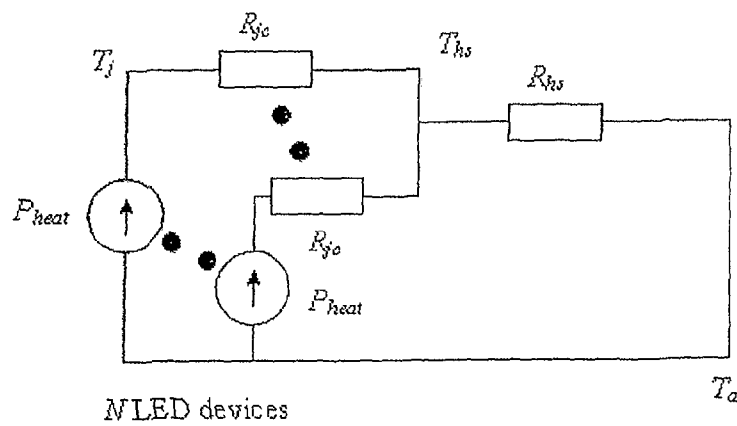 R_jc
T_j
T_hs
R_hs
P_heat
R_jc
P_heat
T_a
N LED devices